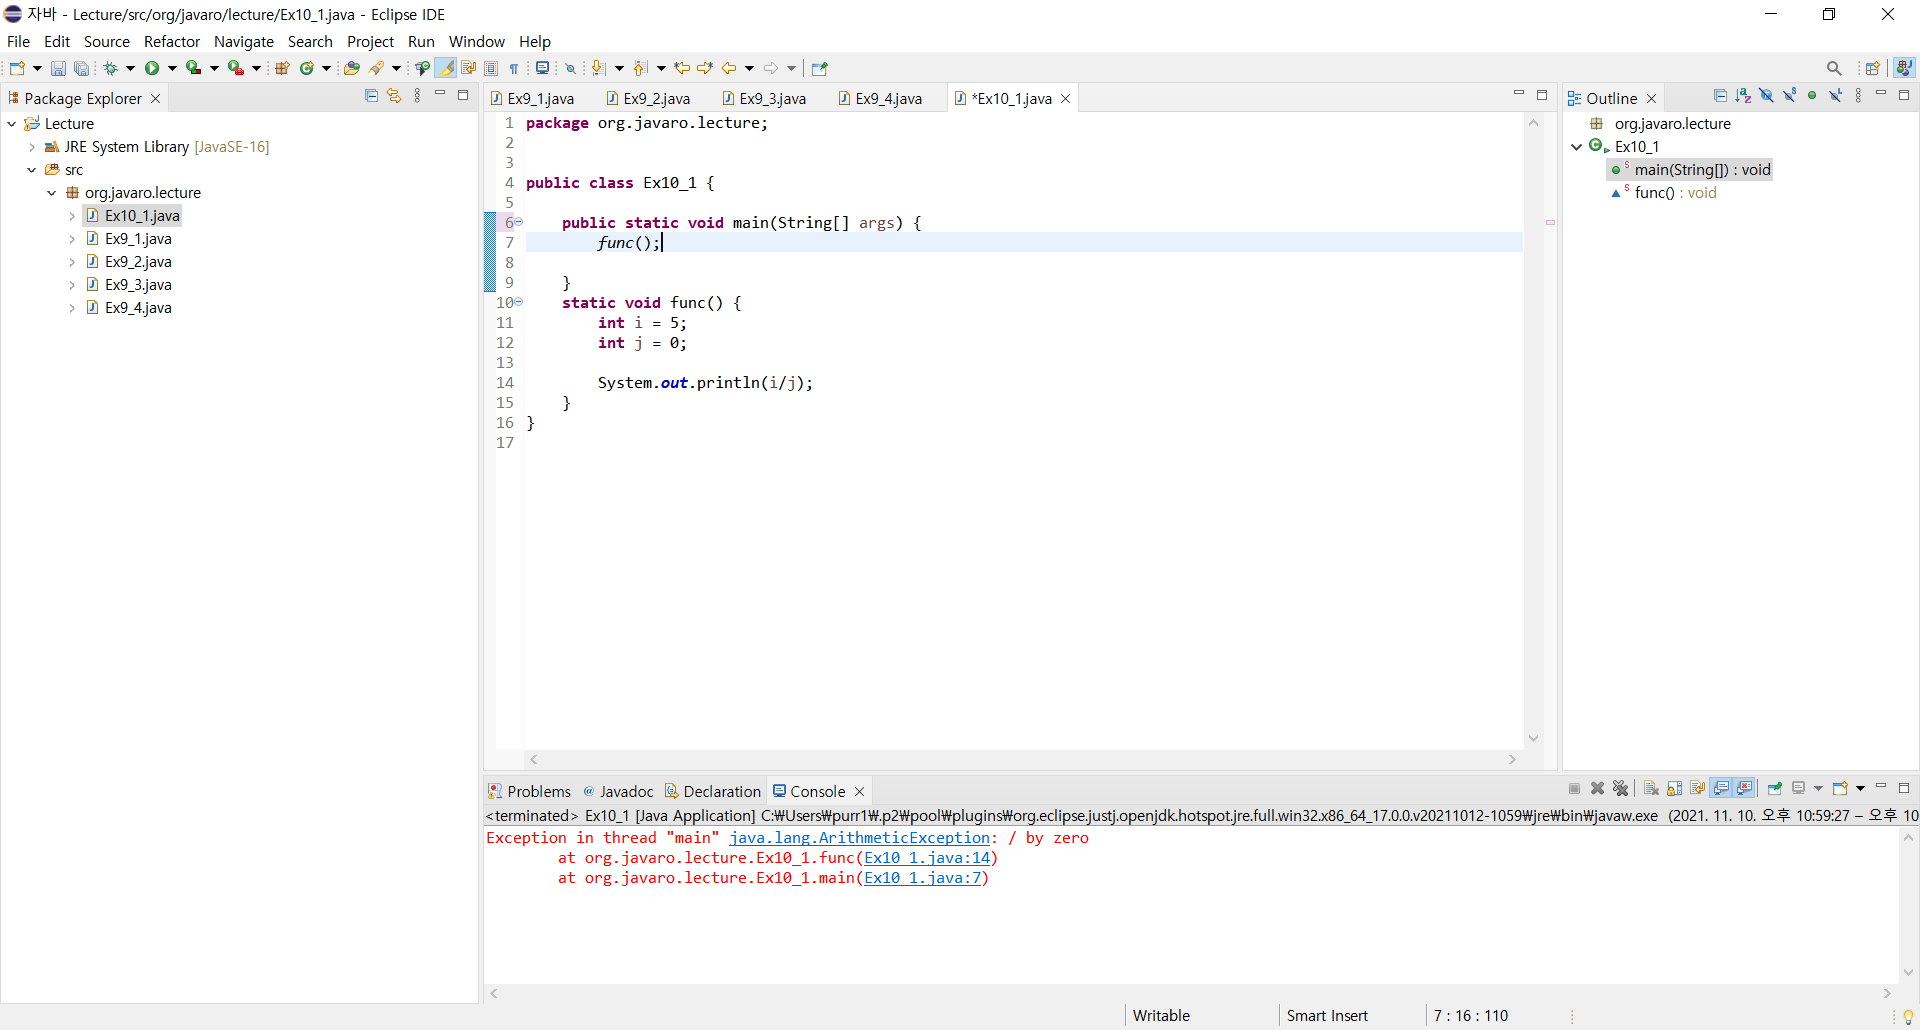 자바 - Lecture/src/org/javaro/lecture/Ex10_1.java - Eclipse IDE
File Edit Source Refactor Navigate Search Project Run Window Help
Package Explorer
Lecture
JRE System Library [JavaSE-16]
src
org.javaro.lecture
Ex10_1.java
Ex9_1.java
Ex9_2.java
Ex9_3.java
Ex9_4.java
Ex9_1.java Ex9_2.java Ex9_3.java Ex9_4.java *Ex10_1.java
1 package org.javaro.lecture;
2
3
4 public class Ex10_1 {
5
6 public static void main(String[] args) {
7 func();
8
9 }
10 static void func() {
11 int i = 5;
12 int j = 0;
13
14 System.out.println(i/j);
15 }
16 }
17
Outline
org.javaro.lecture
Ex10_1
main(String[]) : void
func() : void
Problems Javadoc Declaration Console
<terminated> Ex10_1 [Java Application] C:₩Users₩purr1₩.p2₩pool₩plugins₩org.eclipse.justj.openjdk.hotspot.jre.full.win32.x86_64_17.0.0.v20211012-1059₩jre₩bin₩javaw.exe (2021. 11. 10. 오후 10:59:27 – 오후 10
Exception in thread "main" java.lang.ArithmeticException: / by zero
at org.javaro.lecture.Ex10_1.func(Ex10_1.java:14)
at org.javaro.lecture.Ex10_1.main(Ex10_1.java:7)
Writable Smart Insert 7 : 16 : 110